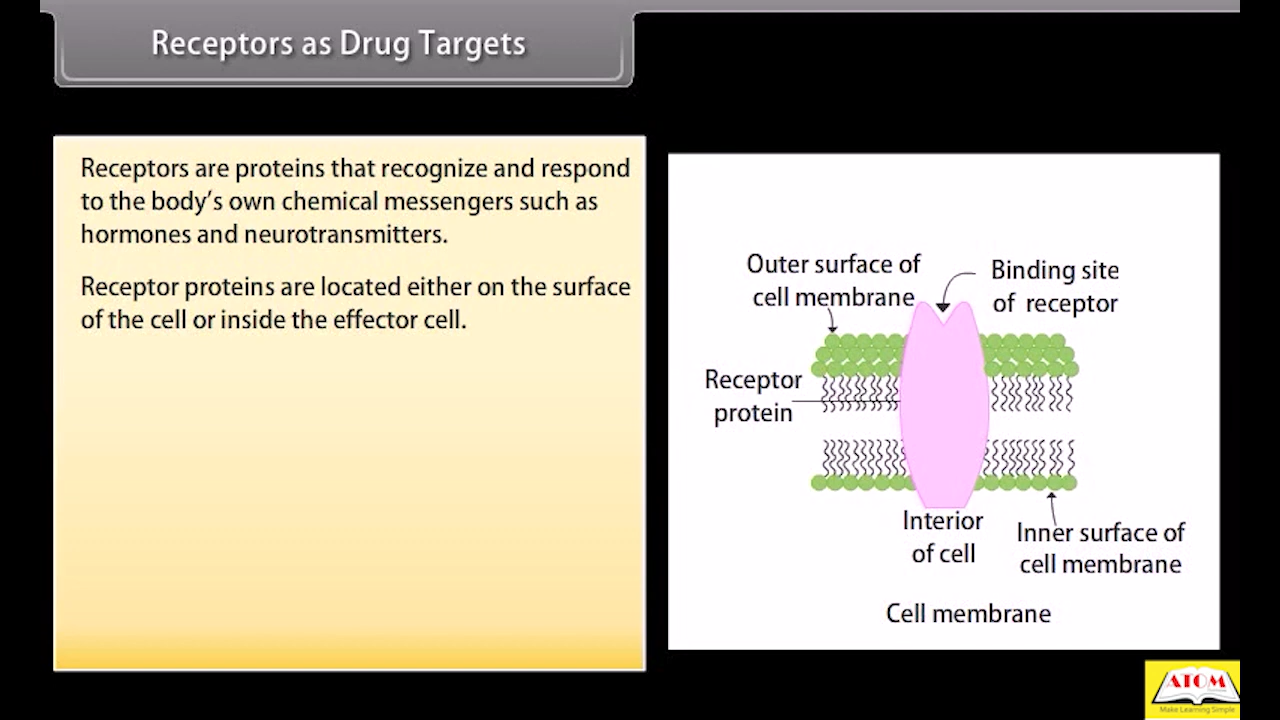 Receptors as Drug Targets
Receptors are proteins that recognize and respond
to the body's own chemical messengers such as
hormones and neurotransmitters.
Receptor proteins are located either on the surface
of the cell or inside the effector cell.
Outer surface of
cell membrane
Binding site
of receptor
Receptor
protein
Interior
of cell
Inner surface of
cell membrane
Cell membrane
ATOM
Make Learning Simple